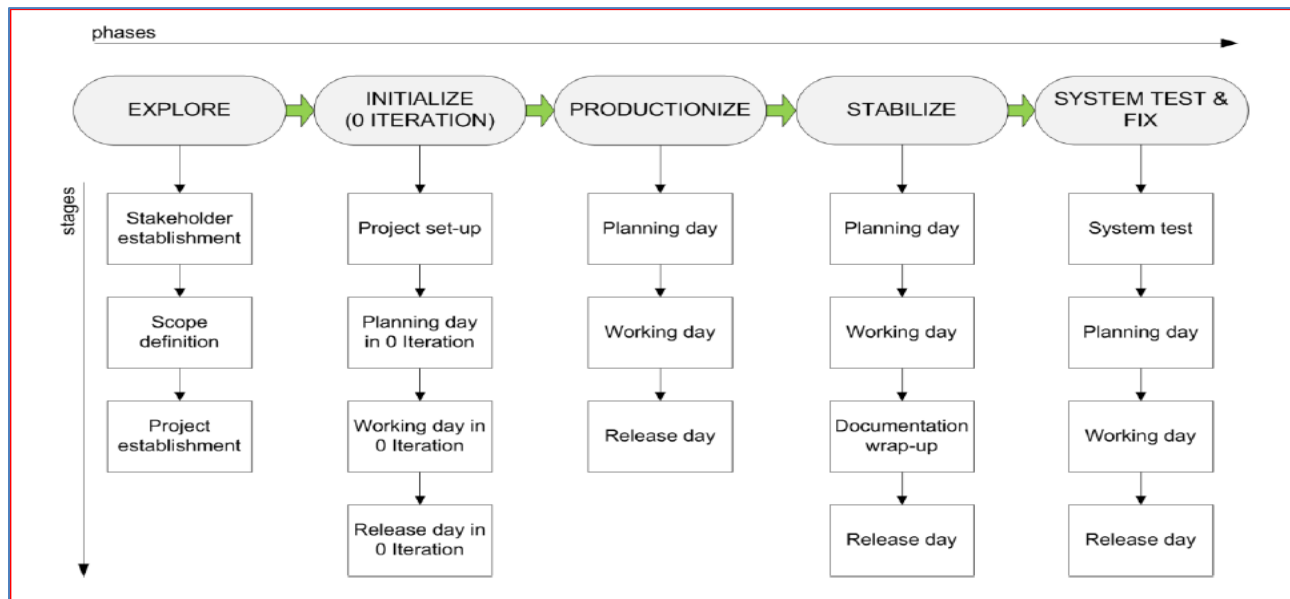 phases
EXPLORE
INITIALIZE
(0 ITERATION)
PRODUCTIONIZE
STABILIZE
SYSTEM TEST &
FIX
stages
Stakeholder
establishment
Scope
definition
Project
establishment
Project set-up
Planning day
in 0 Iteration
Working day in
0 Iteration
Release day in
0 Iteration
Planning day
Working day
Release day
Planning day
Working day
Documentation
wrap-up
Release day
System test
Planning day
Working day
Release day